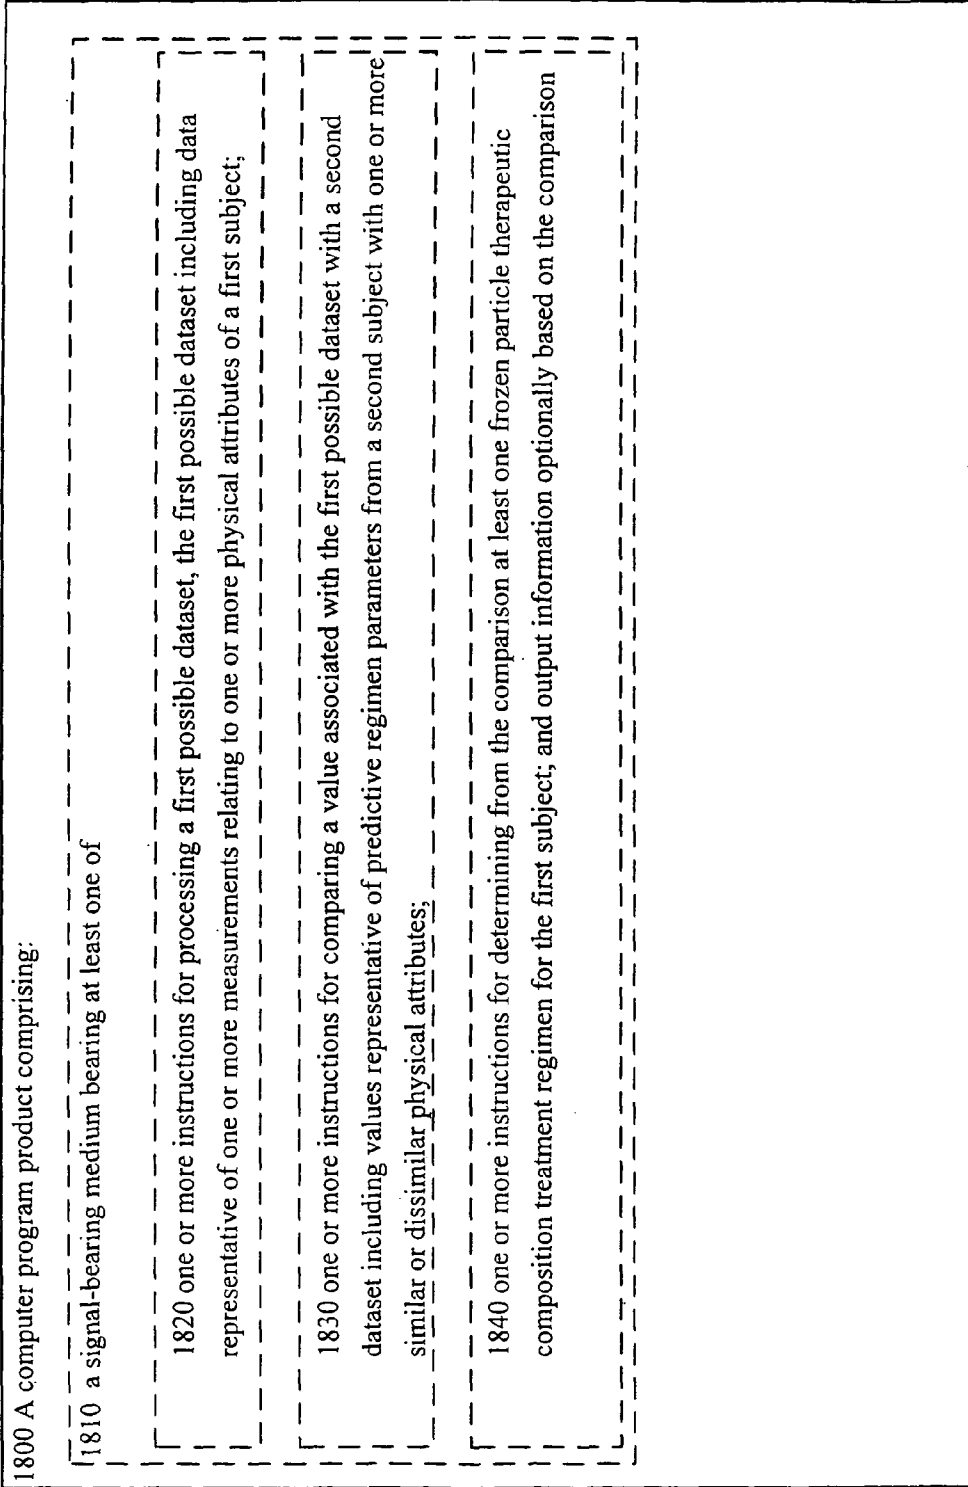 1800 A computer program product comprising:
1810 a signal-bearing medium bearing at least one of
1820 one or more instructions for processing a first possible dataset, the first possible dataset including data
representative of one or more measurements relating to one or more physical attributes of a first subject;
1830 one or more instructions for comparing a value associated with the first possible dataset with a second
dataset including values representative of predictive regimen parameters from a second subject with one or more
similar or dissimilar physical attributes;
1840 one or more instructions for determining from the comparison at least one frozen particle therapeutic
composition treatment regimen for the first subject; and output information optionally based on the comparison